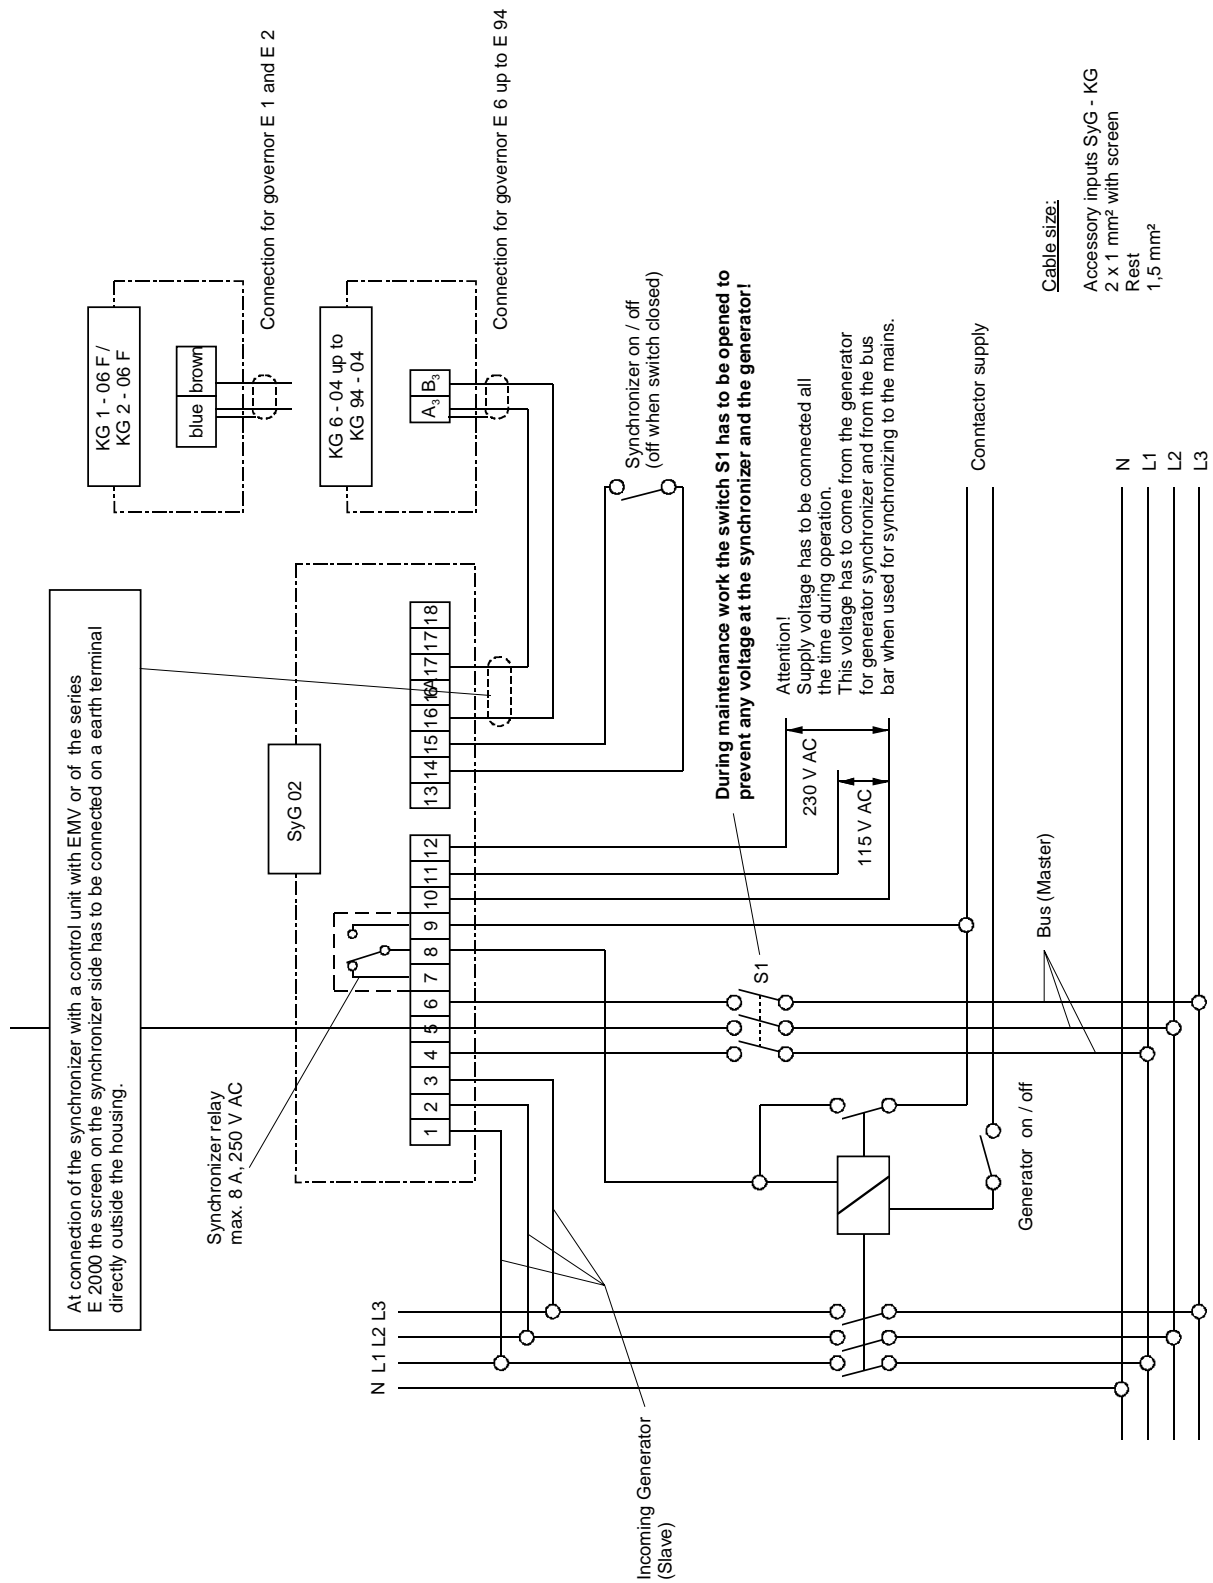 At connection of the synchronizer with a control unit with EMV or of the series
E 2000 the screen on the synchronizer side has to be connected on a earth terminal
directly outside the housing.
KG 1 - 06 F /
KG 2 - 06 F
blue brown
Connection for governor E 1 and E 2
SyG 02
KG 6 - 04 up to
KG 94 - 04
A3 B3
Connection for governor E 6 up to E 94
Synchronizer relay
max. 8 A, 250 V AC
1 2 3 4 5 6 7 8 9 10 11 12
13 14 15 16 16A 17 17 18
N L1 L2 L3
Synchronizer on / off
(off when switch closed)
During maintenance work the switch S1 has to be opened to
prevent any voltage at the synchronizer and the generator!
S1
230 V AC
115 V AC
Attention!
Supply voltage has to be connected all
the time during operation.
This voltage has to come from the generator
for generator synchronizer and from the bus
bar when used for synchronizing to the mains.
Incoming Generator
(Slave)
Generator on / off
Bus (Master)
Conntactor supply
Cable size:
Accessory inputs SyG - KG
2 x 1 mm² with screen
Rest
1,5 mm²
N
L1
L2
L3